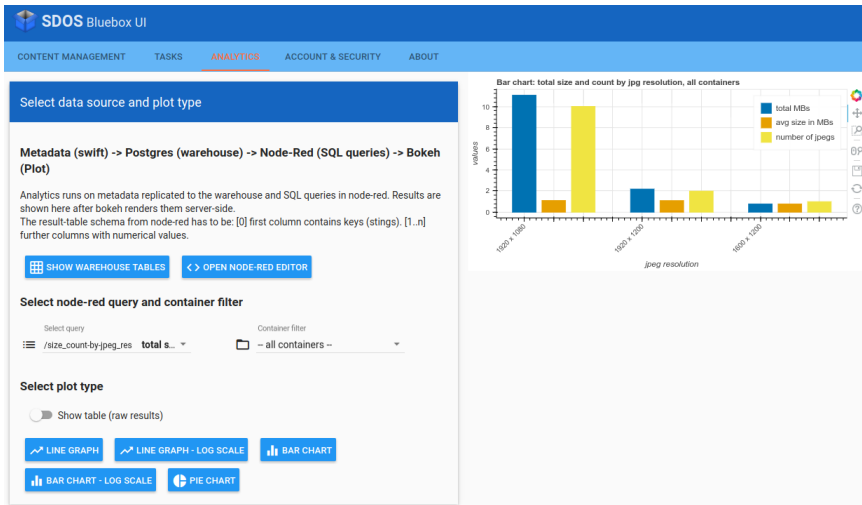 SDOS Bluebox UI
CONTENT MANAGEMENT TASKS ANALYTICS ACCOUNT & SECURITY ABOUT
Select data source and plot type
Metadata (swift) -> Postgres (warehouse) -> Node-Red (SQL queries) -> Bokeh
(Plot)
Analytics runs on metadata replicated to the warehouse and SQL queries in node-red. Results are
shown here after bokeh renders them server-side.
The result-table schema from node-red has to be: [0] first column contains keys (stings). [1..n]
further columns with numerical values.
SHOW WAREHOUSE TABLES
<> OPEN NODE-RED EDITOR
Select node-red query and container filter
Select query
Container filter
/size_count-by-jpeg_res total s...
-- all containers --
Select plot type
Show table (raw results)
LINE GRAPH
LINE GRAPH - LOG SCALE
BAR CHART
BAR CHART - LOG SCALE
PIE CHART
Bar chart: total size and count by jpg resolution, all containers
total MBs
avg size in MBs
number of jpegs
values
10
8
6
4
2
0
1920 x 1080
1920 x 1200
1600 x 1200
jpeg resolution